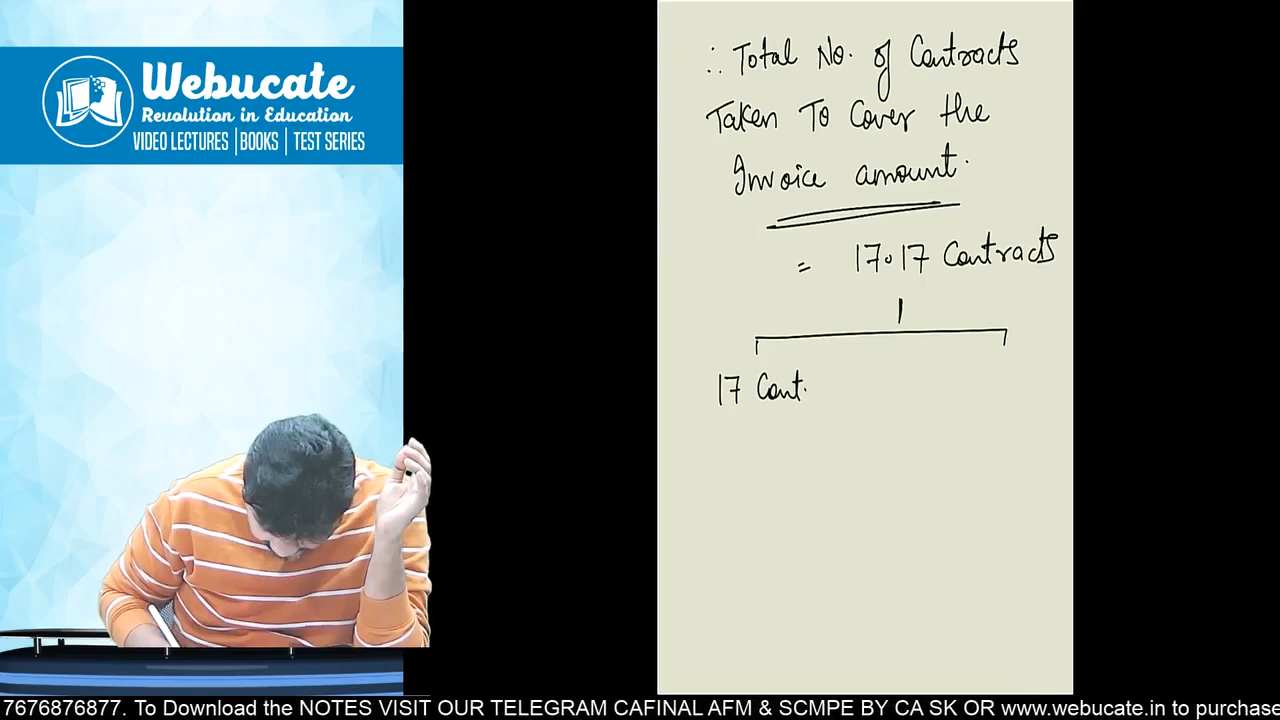 Webucate
Revolution in Education
VIDEO LECTURES | BOOKS | TEST SERIES
∴ Total No. of Contracts
Taken To Cover the
Invoice amount.
= 17.17 Contracts
17 Cont.
7676876877. To Download the NOTES VISIT OUR TELEGRAM CAFINAL AFM & SCMPE BY CA SK OR www.webucate.in to purchase